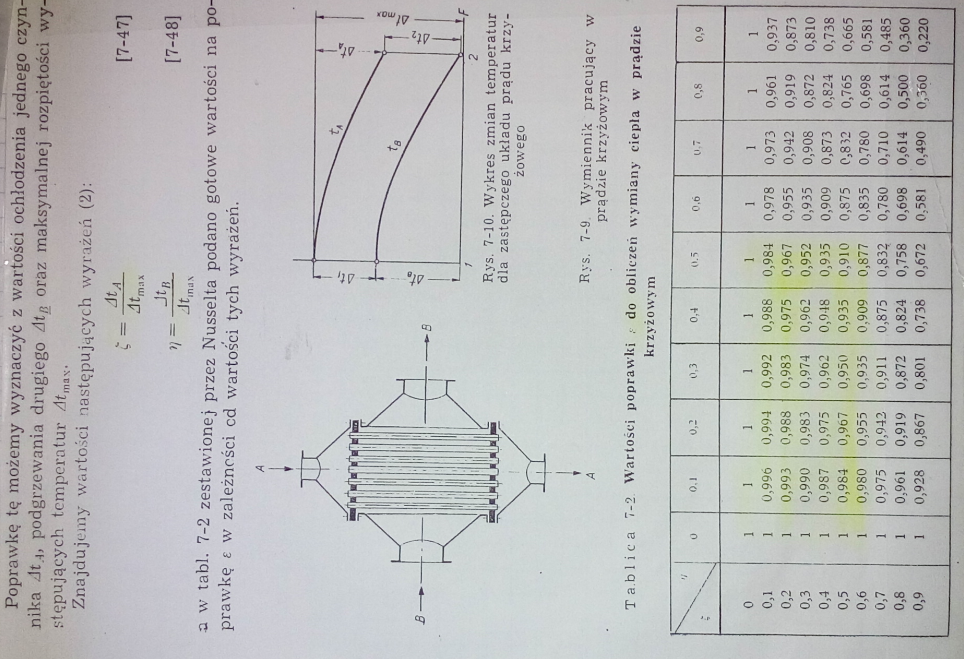 Poprawkę tę możemy wyznaczyć z wartości ochłodzenia jednego czyn-
nika Δt_A, podgrzewania drugiego Δt_B oraz maksymalnej rozpiętości wy-
stępujących temperatur Δt_max.
Znajdujemy wartości następujących wyrażeń (2):
ζ = Δt_A / Δt_max [7-47]
η = Δt_B / Δt_max [7-48]
a w tabl. 7-2 zestawionej przez Nusselta podano gotowe wartości na po-
prawkę ε w zależności od wartości tych wyrażeń.
A
B
B
A
Δt_1
Δt_B
t_A
t_B
Δt_A
Δt_2
Δt_max
1
2
F
Rys. 7-10. Wykres zmian temperatur
dla zastępczego układu prądu krzy-
żowego
Rys. 7-9. Wymiennik pracujący w
prądzie krzyżowym
Tablica 7-2. Wartości poprawki ε do obliczeń wymiany ciepła w prądzie
krzyżowym
ζ η 0 0,1 0,2 0,3 0,4 0,5 0,6 0,7 0,8 0,9
0 1 1 1 1 1 1 1 1 1 1
0,1 1 0,996 0,994 0,992 0,988 0,984 0,978 0,973 0,961 0,937
0,2 1 0,993 0,988 0,983 0,975 0,967 0,955 0,942 0,919 0,873
0,3 1 0,990 0,983 0,974 0,962 0,952 0,935 0,908 0,872 0,810
0,4 1 0,987 0,975 0,962 0,948 0,935 0,909 0,873 0,824 0,738
0,5 1 0,984 0,967 0,950 0,935 0,910 0,875 0,832 0,765 0,665
0,6 1 0,980 0,955 0,935 0,909 0,877 0,835 0,780 0,698 0,581
0,7 1 0,975 0,942 0,911 0,875 0,832 0,780 0,710 0,614 0,485
0,8 1 0,961 0,919 0,872 0,824 0,758 0,698 0,614 0,500 0,360
0,9 1 0,928 0,867 0,801 0,738 0,672 0,581 0,490 0,360 0,220